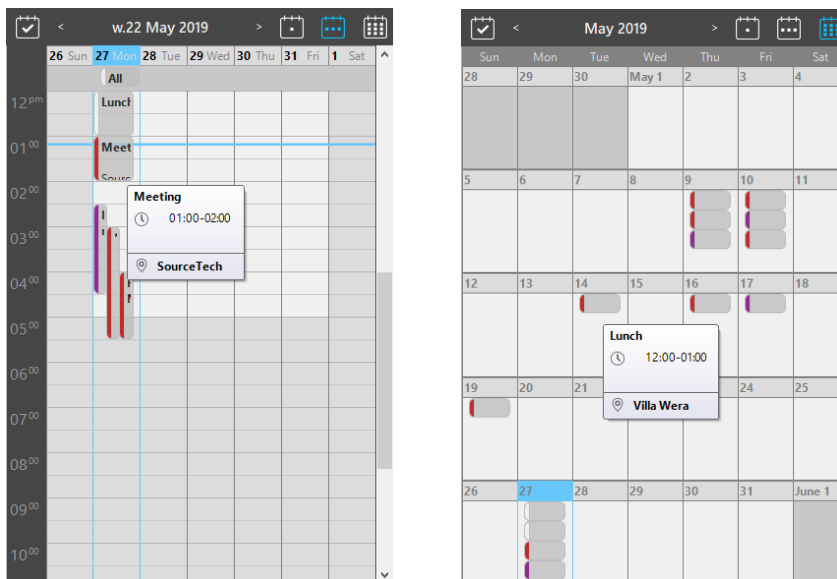 < w.22 May 2019 >
26 Sun 27 Mon 28 Tue 29 Wed 30 Thu 31 Fri 1 Sat
All
12 pm
Lunch
01 00
Meet
Sourc
02 00
03 00
04 00
05 00
06 00
07 00
08 00
09 00
10 00
Meeting
01:00-02:00
SourceTech
< May 2019 >
Sun Mon Tue Wed Thu Fri Sat
28 29 30 May 1 2 3 4
5 6 7 8 9 10 11
12 13 14 15 16 17 18
Lunch
12:00-01:00
Villa Wera
19 20 21 24 25
26 27 28 29 30 31 June 1